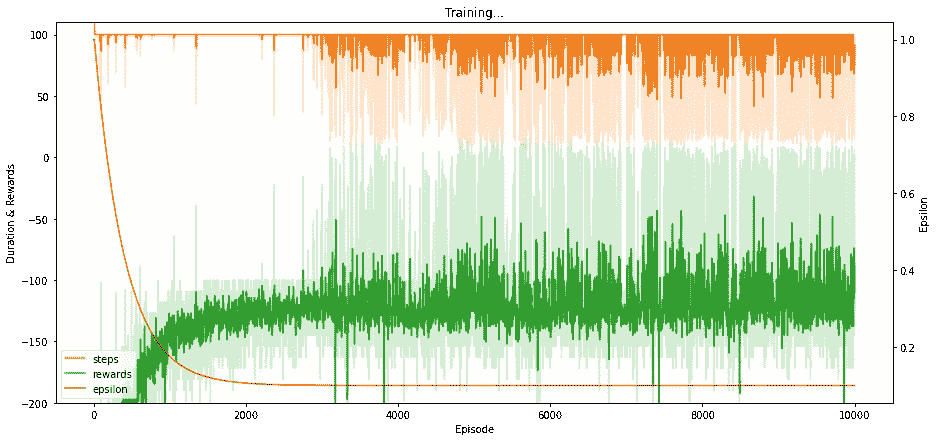 Training...
100
50
0
−50
−100
−150
−200
Duration & Rewards
1.0
0.8
0.6
0.4
0.2
Epsilon
steps
rewards
epsilon
0 2000 4000 6000 8000 10000
Episode